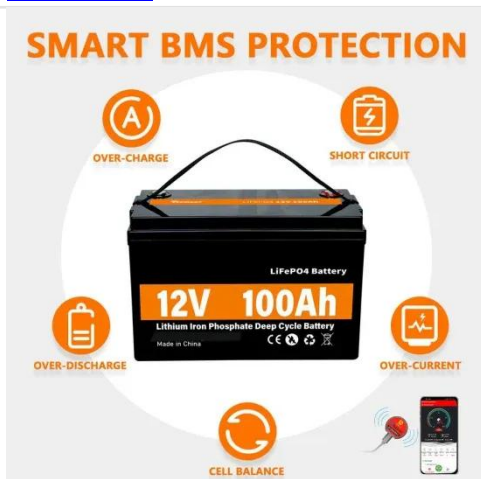 SMART BMS PROTECTION
OVER-CHARGE
SHORT CIRCUIT
LiFePO4 Battery
12V 100Ah
Lithium Iron Phosphate Deep Cycle Battery
Made in China
CE
OVER-DISCHARGE
OVER-CURRENT
CELL BALANCE